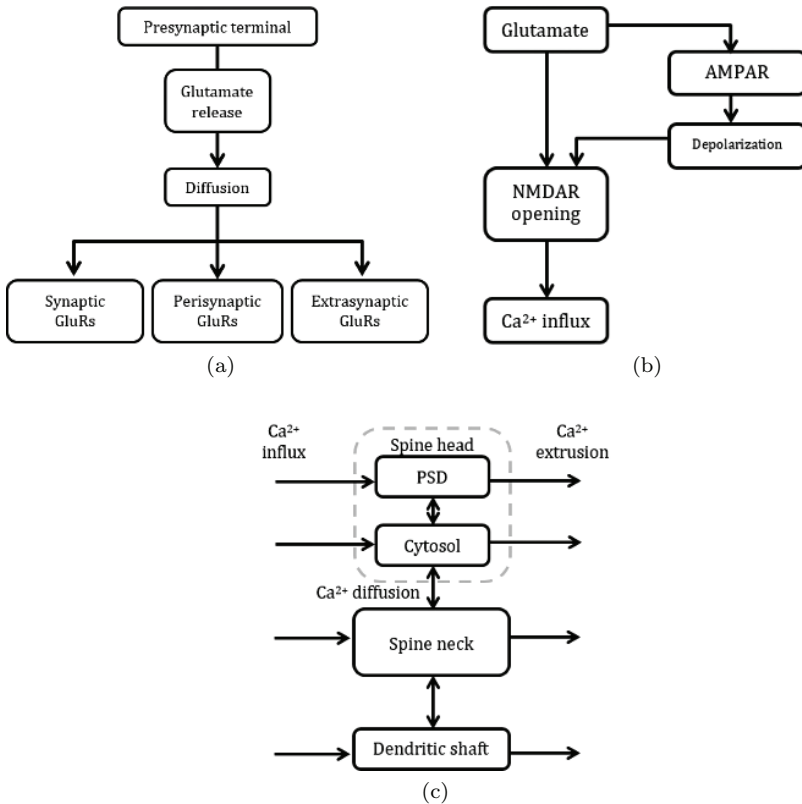 Presynaptic terminal
Glutamate
release
Diffusion
Synaptic
GluRs
Perisynaptic
GluRs
Extrasynaptic
GluRs
(a)
Glutamate
AMPAR
Depolarization
NMDAR
opening
Ca²⁺ influx
(b)
Ca²⁺
influx
Spine head
Ca²⁺
extrusion
PSD
Cytosol
Ca²⁺ diffusion
Spine neck
Dendritic shaft
(c)